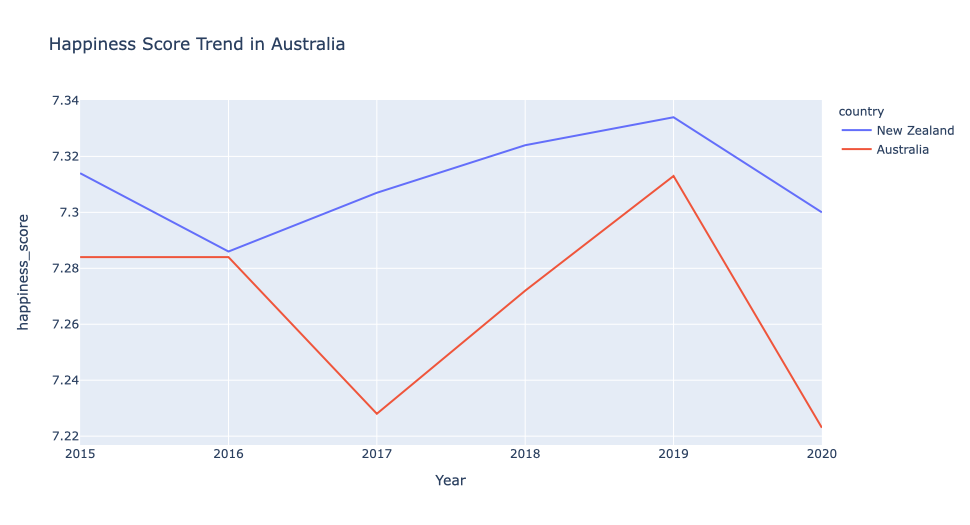 Happiness Score Trend in Australia
7.34
7.32
7.3
7.28
7.26
7.24
7.22
happiness_score
2015 2016 2017 2018 2019 2020
Year
country
New Zealand
Australia